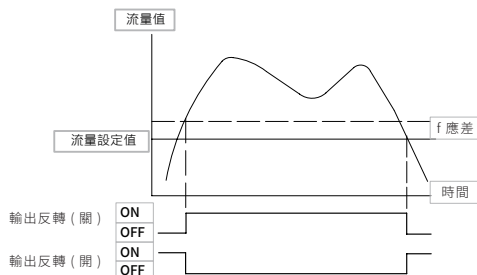 流量值
f 應差
流量設定值
時間
輸出反轉 ( 關 )
ON
OFF
輸出反轉 ( 開 )
ON
OFF